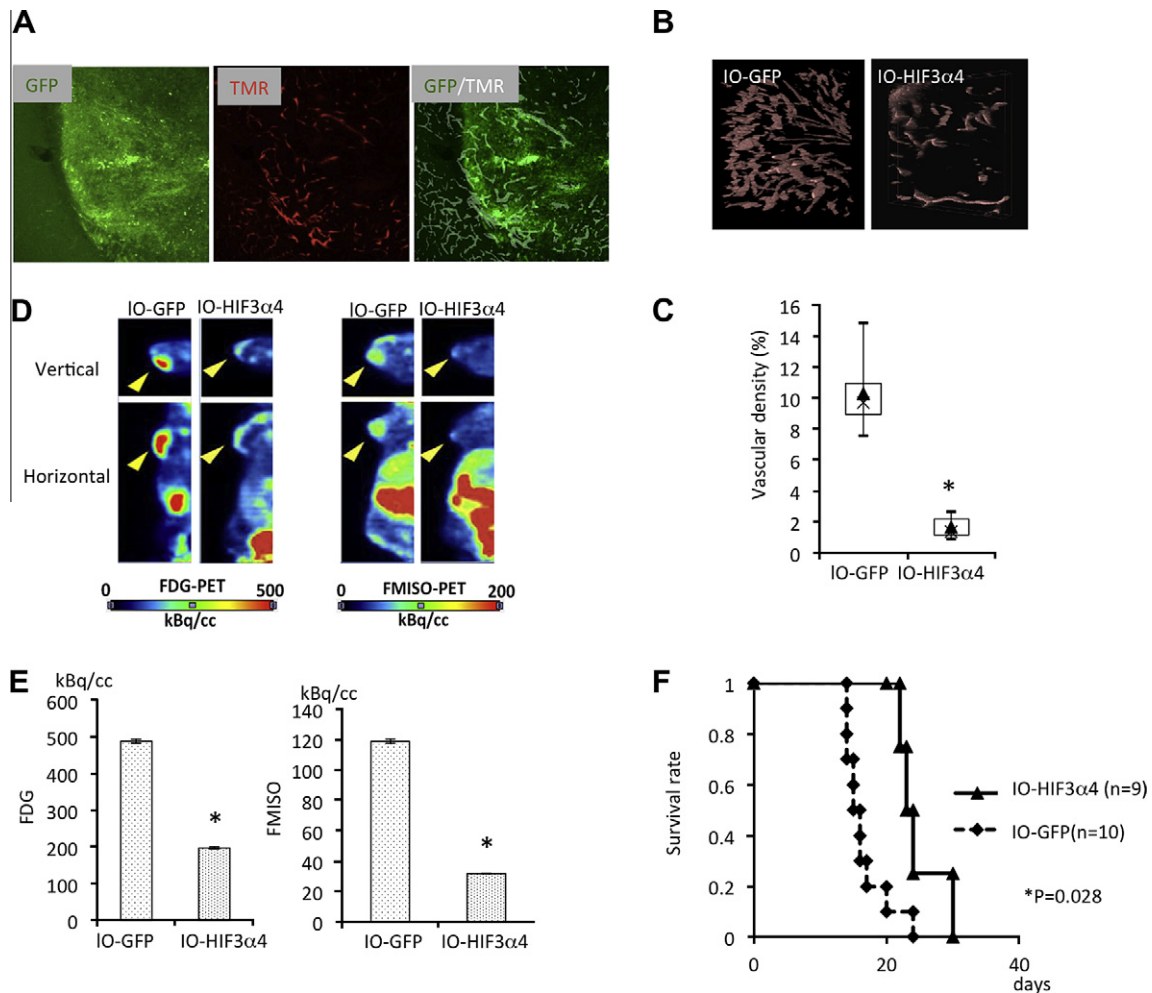 A
GFP
TMR
GFP/TMR
B
IO-GFP
IO-HIF3α4
D
IO-GFP IO-HIF3α4
IO-GFP IO-HIF3α4
Vertical
Horizontal
0 FDG-PET 500
kBq/cc
0 FMISO-PET 200
kBq/cc
C
Vascular density (%)
16
14
12
10
8
6
4
2
0
*
IO-GFP IO-HIF3α4
E
kBq/cc
600
500
400
300
200
100
0
FDG
*
IO-GFP IO-HIF3α4
kBq/cc
140
120
100
80
60
40
20
0
FMISO
*
IO-GFP IO-HIF3α4
F
Survival rate
1
0.8
0.6
0.4
0.2
0
0 20 40
days
IO-HIF3α4 (n=9)
IO-GFP(n=10)
*P=0.028